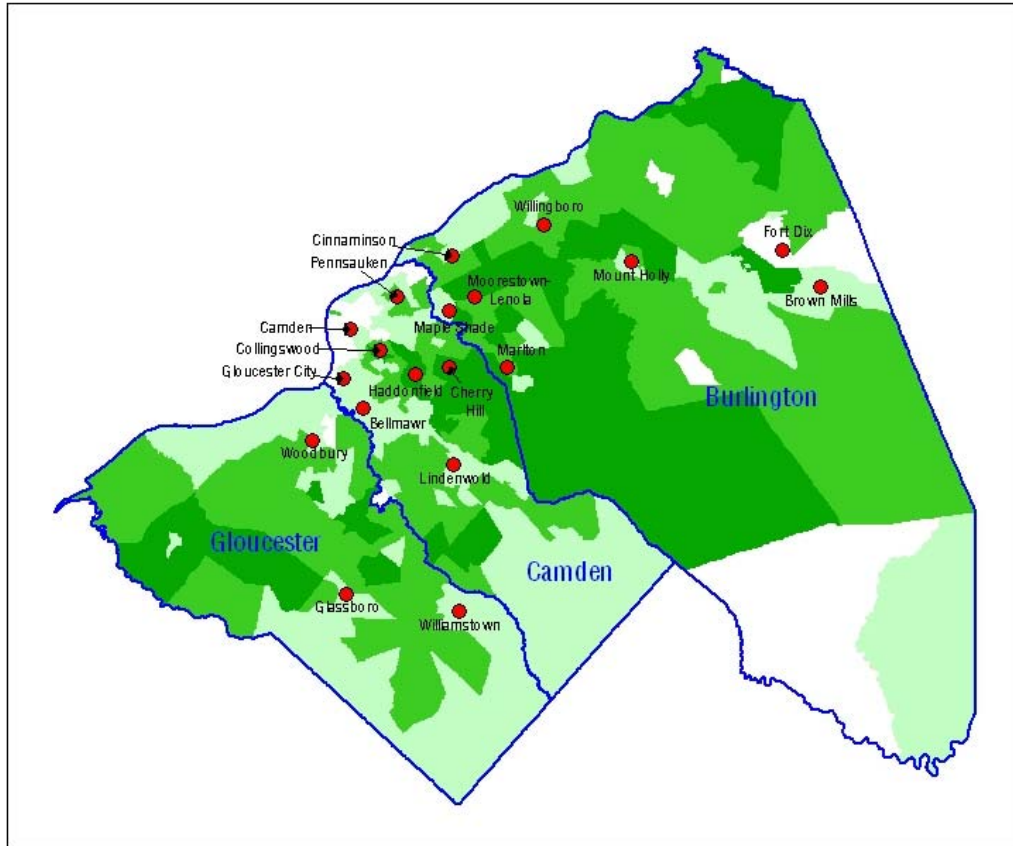 Willingboro
Cinnaminson
Fort Dix
Pennsauken
Mount Holly
Moorestown-
Lenola
Brown Mills
Camden
Maple Shade
Collingswood
Marlton
Gloucester City
Haddonfield
Cherry
Hill
Burlington
Bellmawr
Woodbury
Lindenwold
Gloucester
Camden
Glassboro
Williamstown